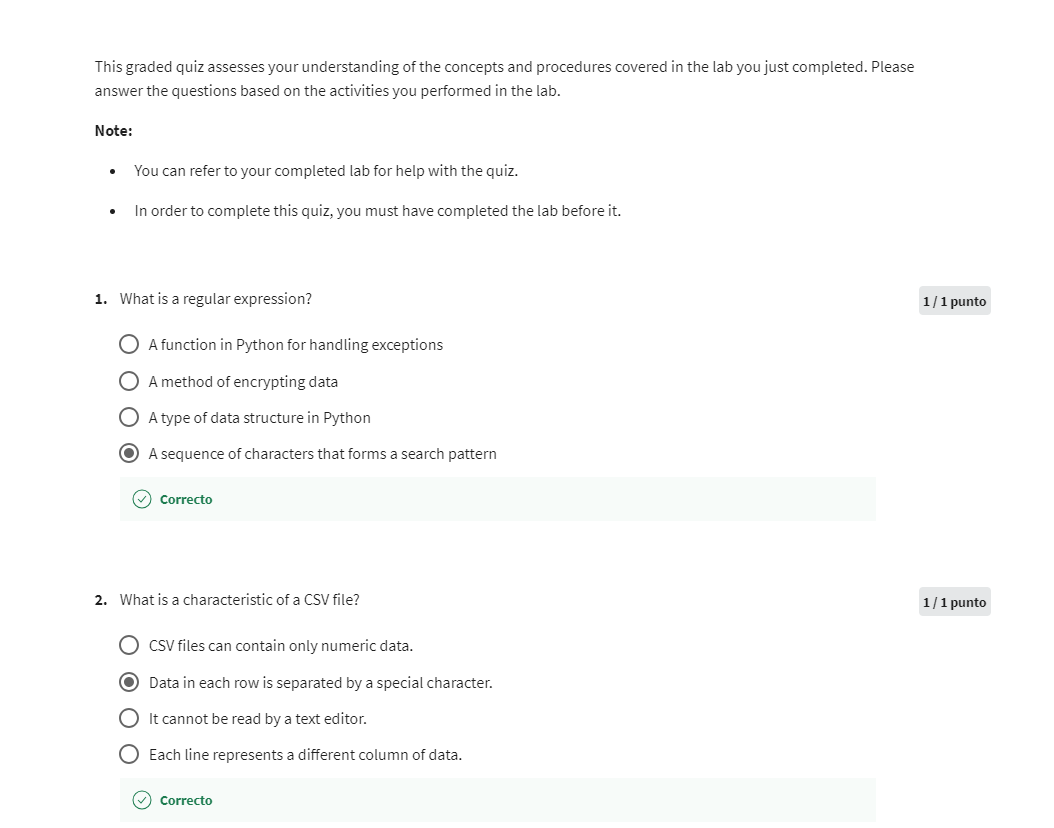 This graded quiz assesses your understanding of the concepts and procedures covered in the lab you just completed. Please
answer the questions based on the activities you performed in the lab.
Note:
• You can refer to your completed lab for help with the quiz.
• In order to complete this quiz, you must have completed the lab before it.
1. What is a regular expression?
1 / 1 punto
A function in Python for handling exceptions
A method of encrypting data
A type of data structure in Python
A sequence of characters that forms a search pattern
Correcto
2. What is a characteristic of a CSV file?
1 / 1 punto
CSV files can contain only numeric data.
Data in each row is separated by a special character.
It cannot be read by a text editor.
Each line represents a different column of data.
Correcto